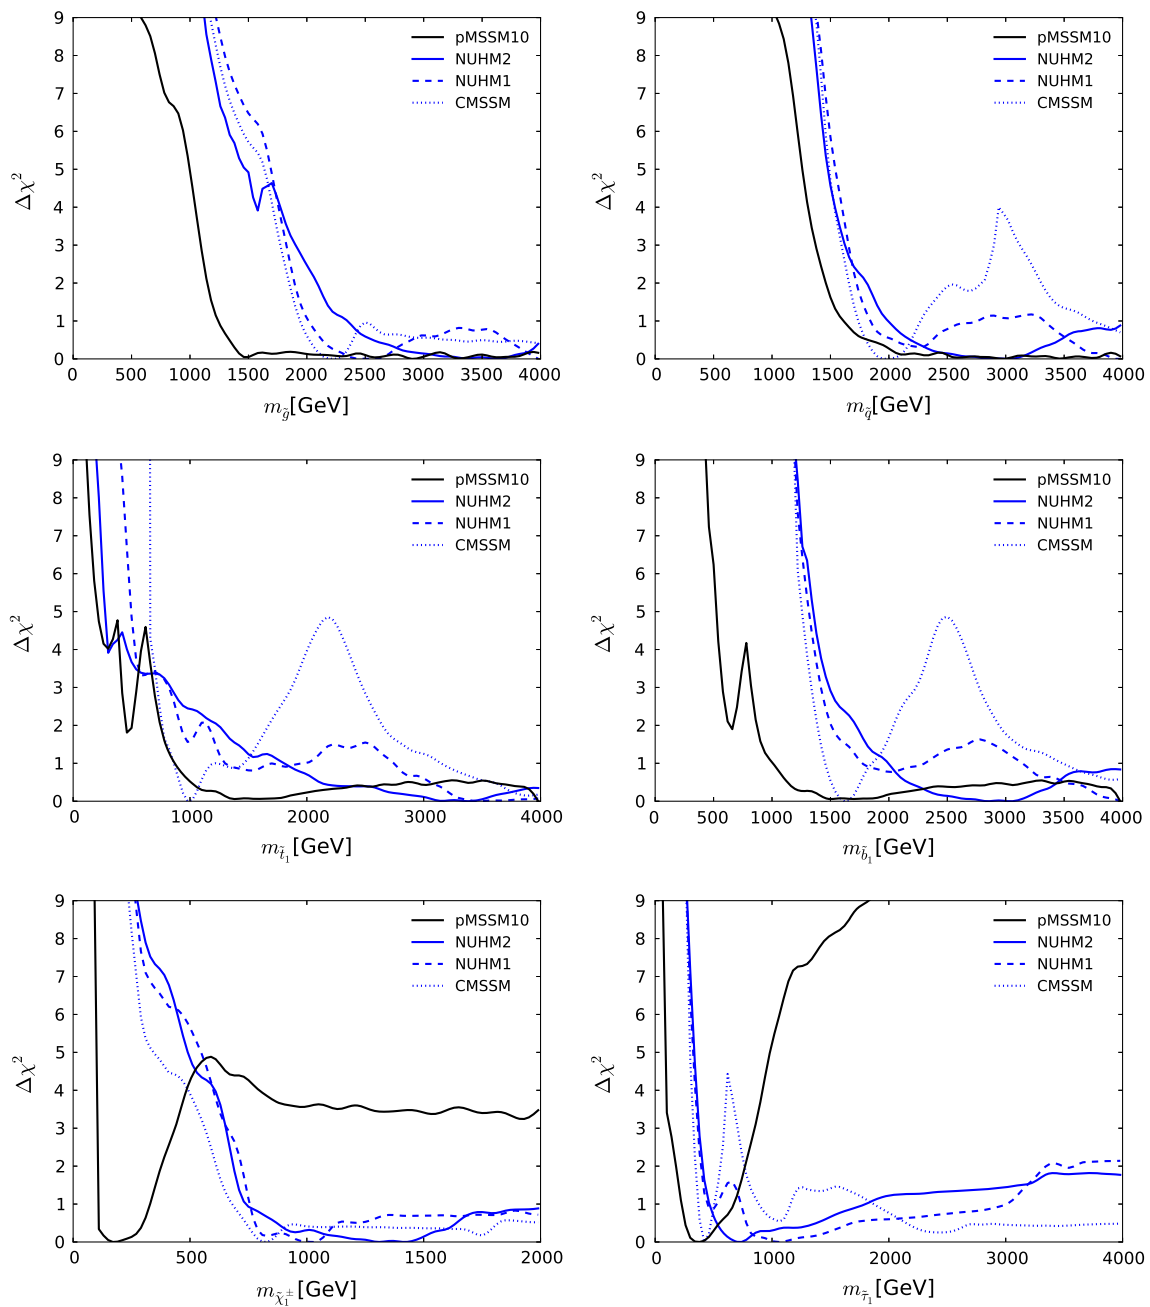 9
8
7
6
5
4
3
2
1
0
Δχ²
0 500 1000 1500 2000 2500 3000 3500 4000
m_g̃[GeV]
pMSSM10
NUHM2
NUHM1
CMSSM
9
8
7
6
5
4
3
2
1
0
Δχ²
0 1000 2000 3000 4000
m_q̃[GeV]
pMSSM10
NUHM2
NUHM1
CMSSM
9
8
7
6
5
4
3
2
1
0
Δχ²
0 1000 2000 3000 4000
m_t̃₁[GeV]
pMSSM10
NUHM2
NUHM1
CMSSM
9
8
7
6
5
4
3
2
1
0
Δχ²
0 500 1000 1500 2000 2500 3000 3500 4000
m_b̃₁[GeV]
pMSSM10
NUHM2
NUHM1
CMSSM
9
8
7
6
5
4
3
2
1
0
Δχ²
0 500 1000 1500 2000
m_χ̃₁±[GeV]
pMSSM10
NUHM2
NUHM1
CMSSM
9
8
7
6
5
4
3
2
1
0
Δχ²
0 1000 2000 3000 4000
m_τ̃₁[GeV]
pMSSM10
NUHM2
NUHM1
CMSSM